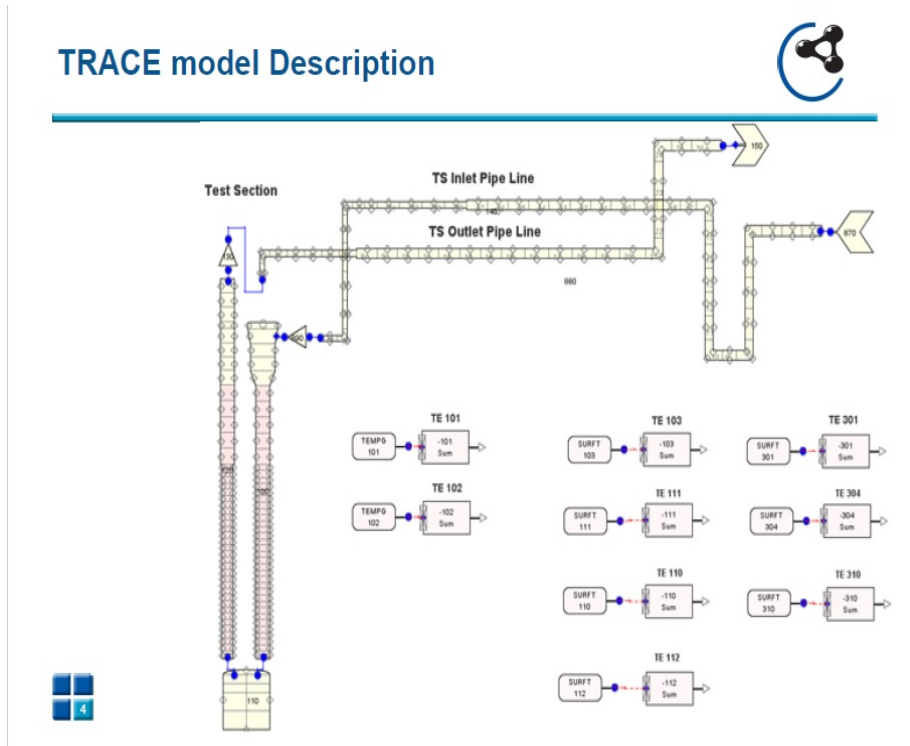 TRACE model Description
150
TS Inlet Pipe Line
Test Section
140
TS Outlet Pipe Line
870
130
880
TE 101
TEMPG
101
-101
Sum
TE 103
SURFT
103
-103
Sum
TE 301
SURFT
301
-301
Sum
TE 102
TEMPG
102
-102
Sum
TE 111
SURFT
111
-111
Sum
TE 304
SURFT
304
-304
Sum
TE 110
SURFT
110
-110
Sum
TE 310
SURFT
310
-310
Sum
TE 112
SURFT
112
-112
Sum
110
4